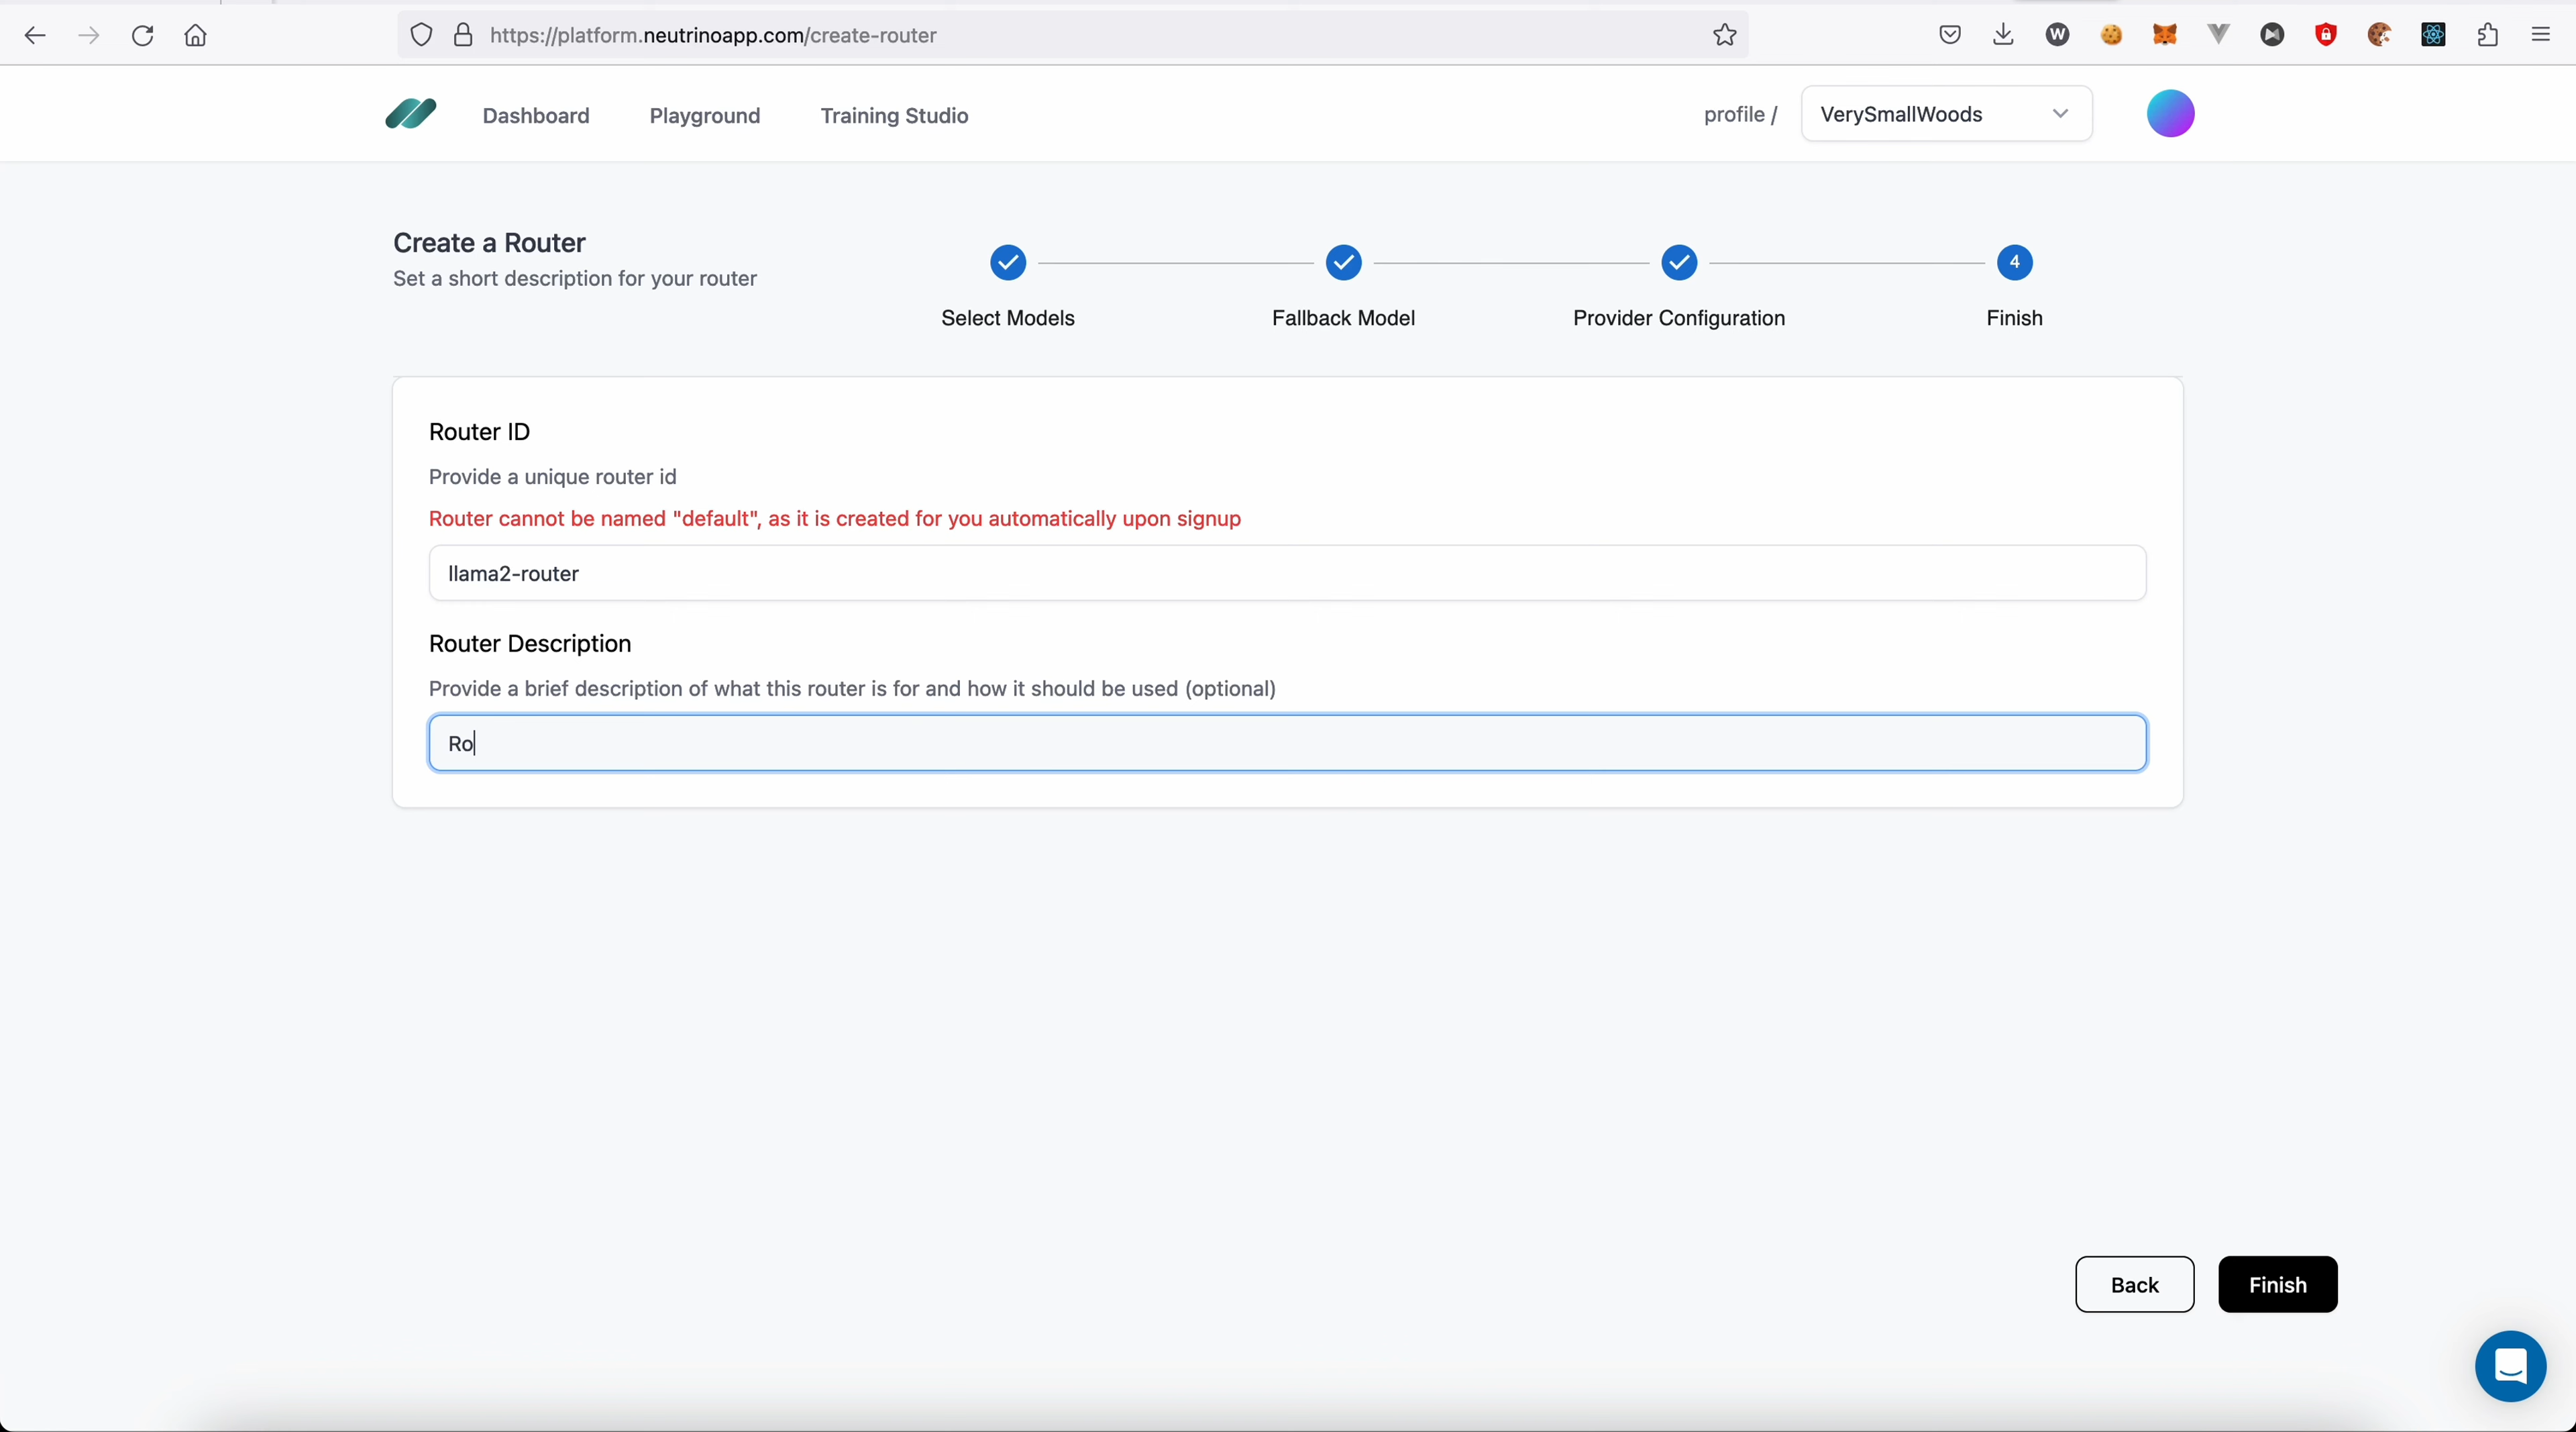 https://platform.neutrinoapp.com/create-router
W
Dashboard
Playground
Training Studio
profile /
VerySmallWoods
Create a Router
Set a short description for your router
4
Select Models
Fallback Model
Provider Configuration
Finish
Router ID
Provide a unique router id
Router cannot be named "default", as it is created for you automatically upon signup
llama2-router
Router Description
Provide a brief description of what this router is for and how it should be used (optional)
Ro
Back
Finish